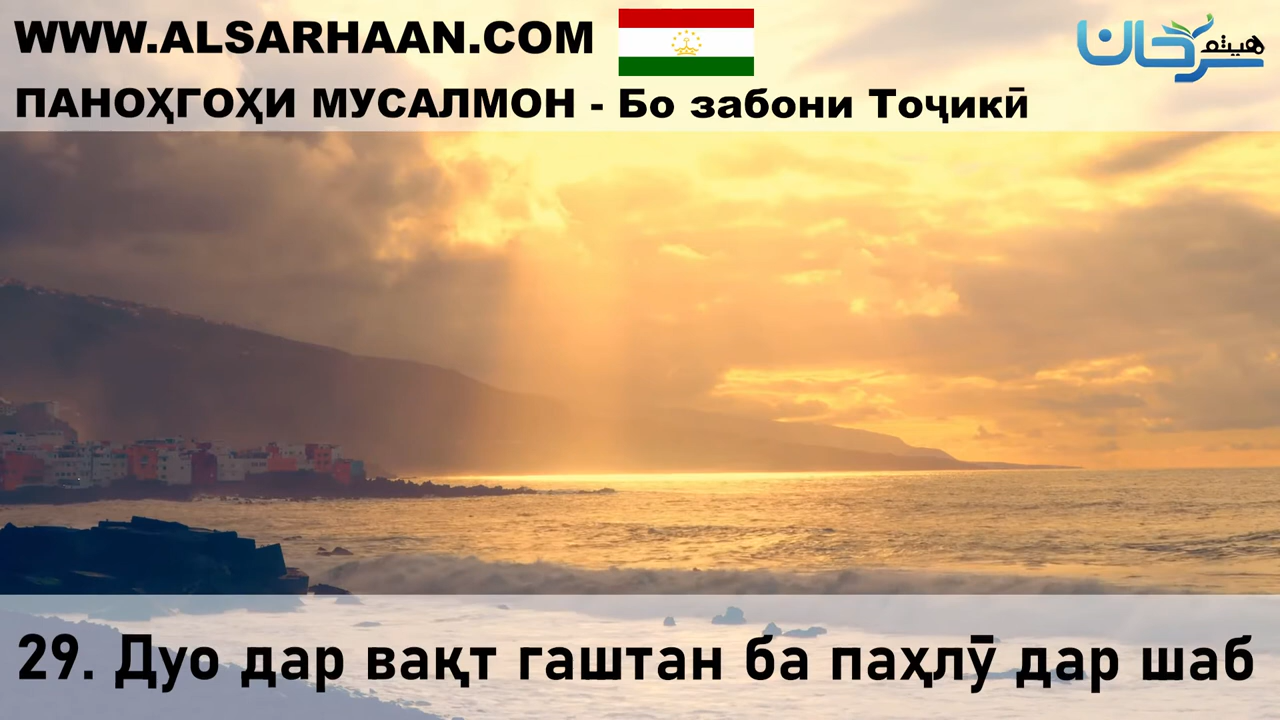 WWW.ALSARHAAN.COM
هيثم
سرحان
ПАНОҲГОҲИ МУСАЛМОН - Бо забони Тоҷикӣ
29. Дуо дар вақт гаштан ба паҳлӯ дар шаб